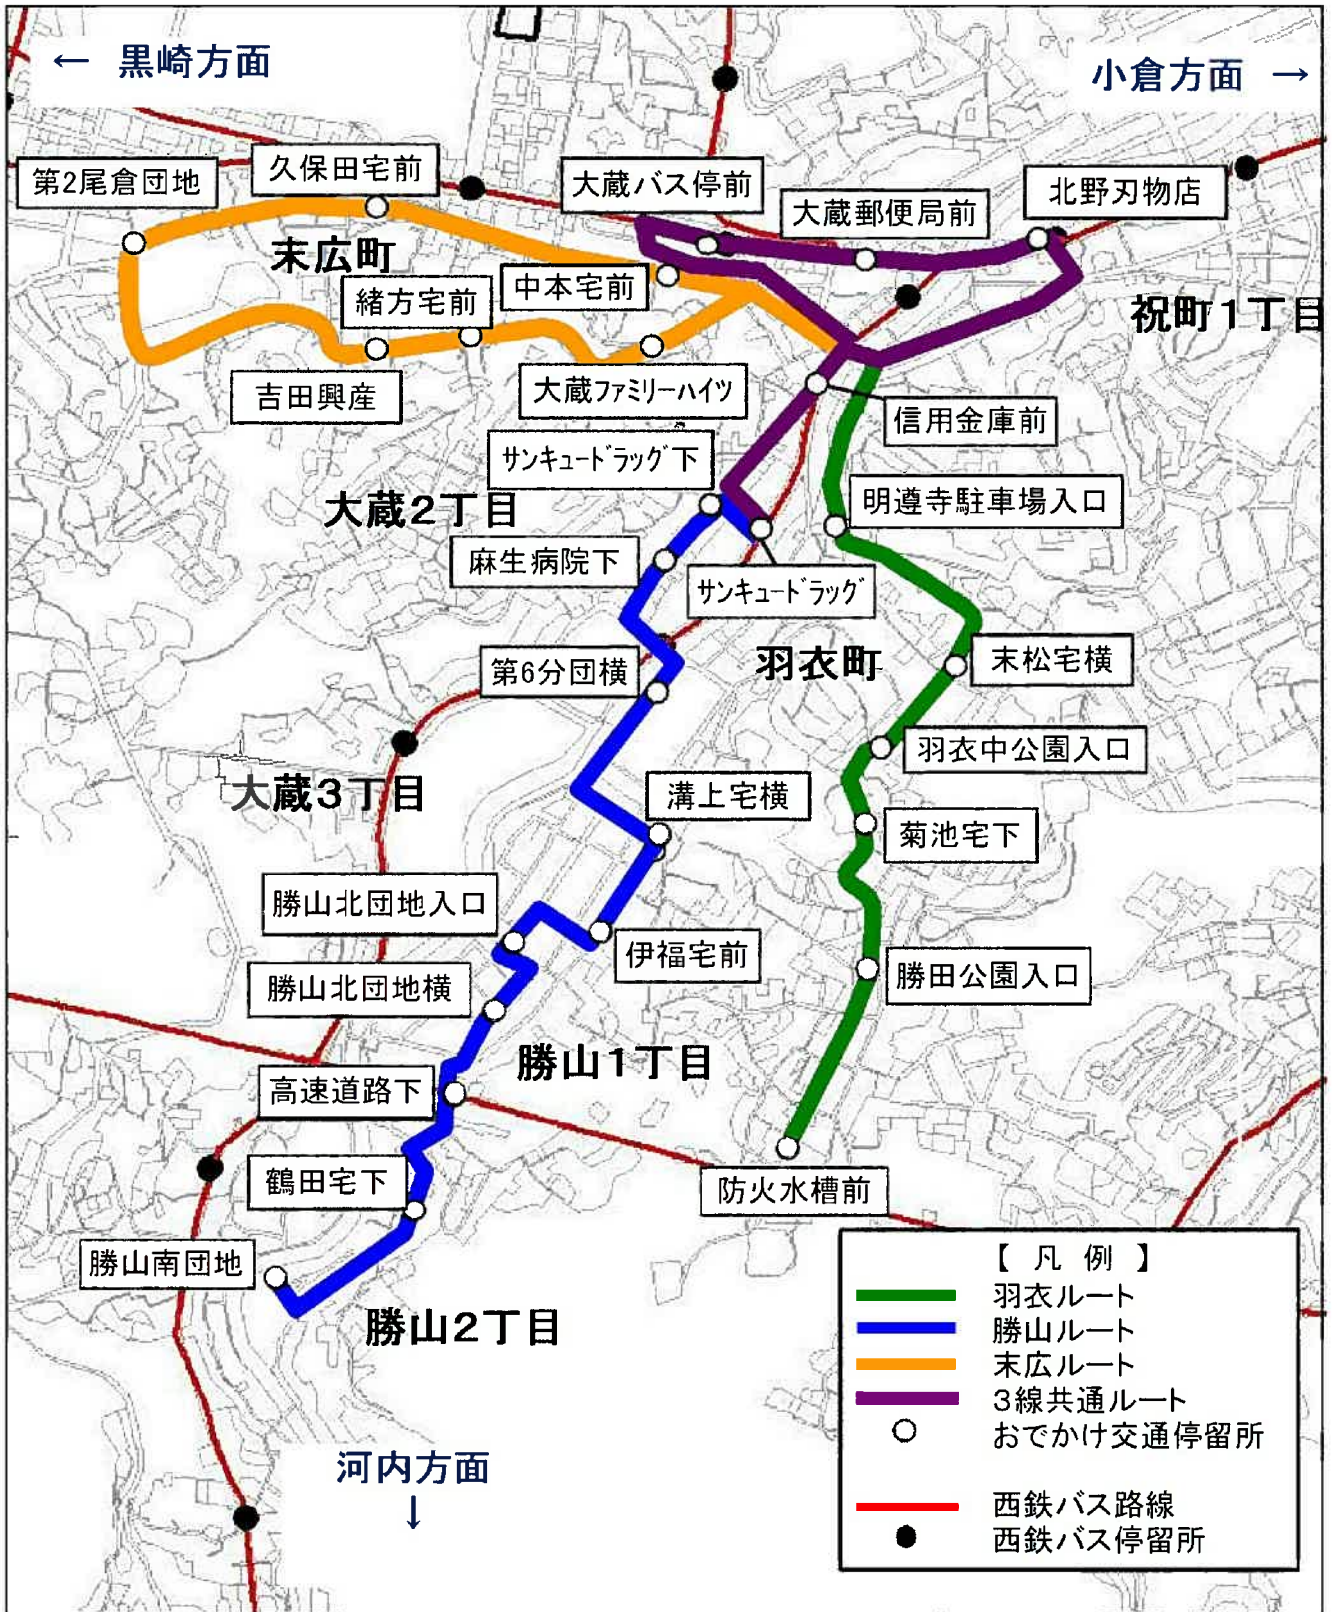 ← 黒崎方面
小倉方面 →
第2尾倉団地
久保田宅前
大蔵バス停前
大蔵郵便局前
北野刃物店
末広町
緒方宅前
中本宅前
祝町1丁目
吉田興産
大蔵ファミリーハイツ
信用金庫前
サンキュードラッグ下
大蔵2丁目
明遵寺駐車場入口
麻生病院下
サンキュードラッグ
第6分団横
羽衣町
末松宅横
羽衣中公園入口
大蔵3丁目
溝上宅横
菊池宅下
勝山北団地入口
伊福宅前
勝山北団地横
勝田公園入口
勝山1丁目
高速道路下
鶴田宅下
防火水槽前
勝山南団地
勝山2丁目
河内方面
↓
【 凡 例 】
羽衣ルート
勝山ルート
末広ルート
3線共通ルート
おでかけ交通停留所
西鉄バス路線
西鉄バス停留所